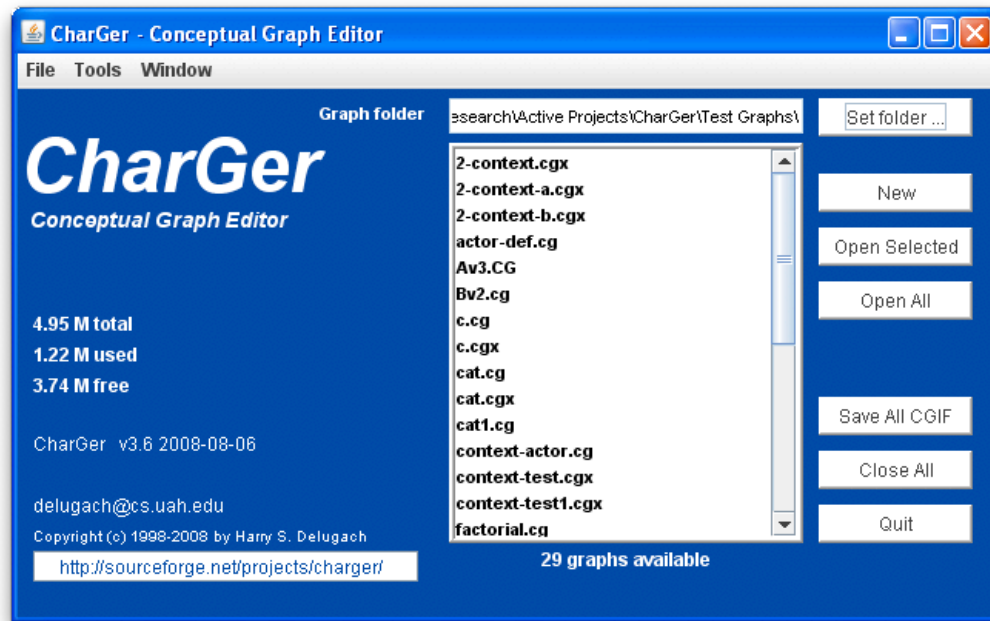 CharGer - Conceptual Graph Editor
File Tools Window
Graph folder
esearch\Active Projects\CharGer\Test Graphs\
Set folder ...
CharGer
Conceptual Graph Editor
4.95 M total
1.22 M used
3.74 M free
CharGer v3.6 2008-08-06
delugach@cs.uah.edu
Copyright (c) 1998-2008 by Harry S. Delugach
http://sourceforge.net/projects/charger/
2-context.cgx
2-context-a.cgx
2-context-b.cgx
actor-def.cg
Av3.CG
Bv2.cg
c.cg
c.cgx
cat.cg
cat.cgx
cat1.cg
context-actor.cg
context-test.cgx
context-test1.cgx
factorial.cg
29 graphs available
New
Open Selected
Open All
Save All CGIF
Close All
Quit